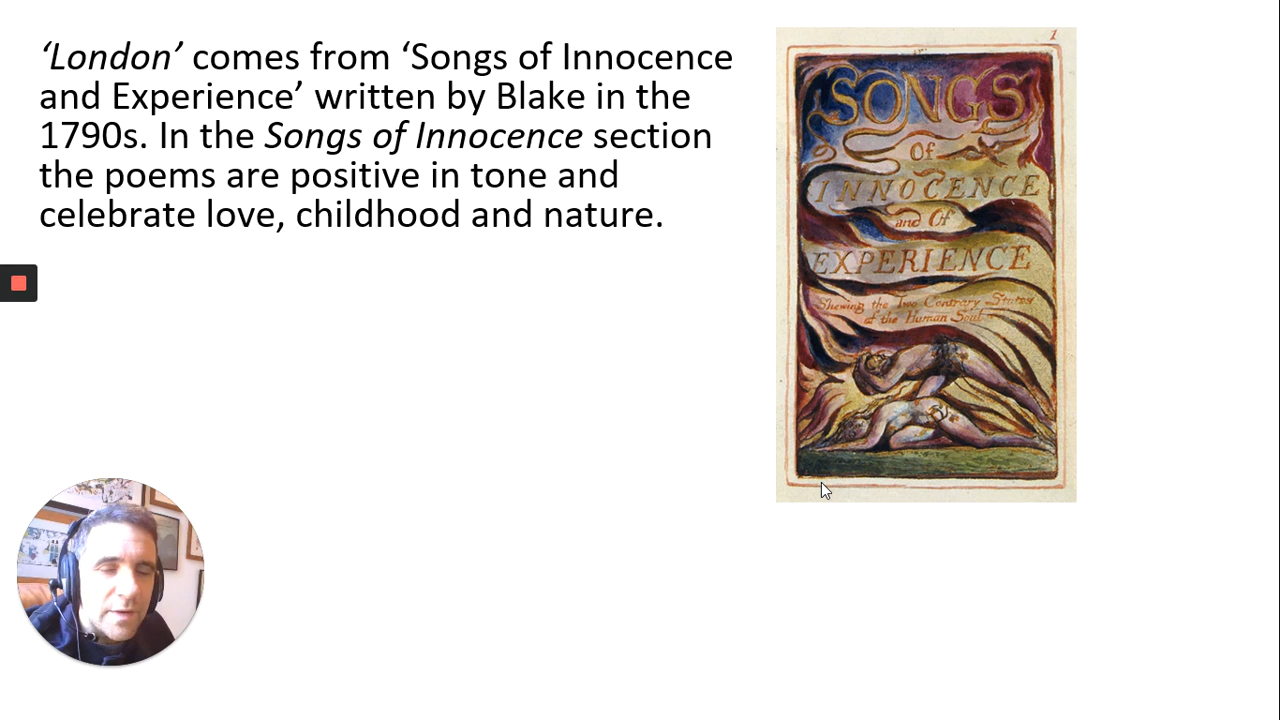 ‘London’ comes from ‘Songs of Innocence
and Experience’ written by Blake in the
1790s. In the Songs of Innocence section
the poems are positive in tone and
celebrate love, childhood and nature.
1
SONGS
Of
INNOCENCE
and Of
EXPERIENCE
Shewing the Two Contrary States
of the Human Soul